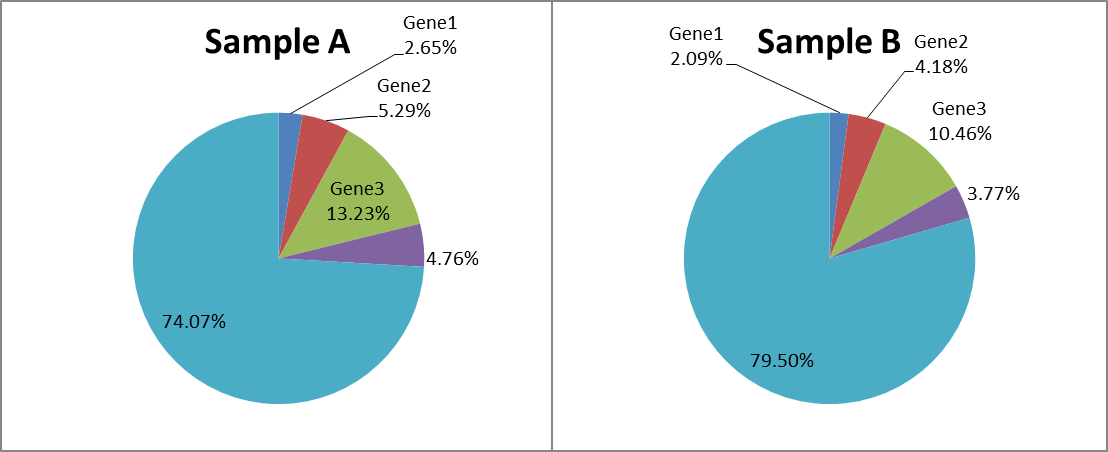 Sample A
Gene1
2.65%
Gene2
5.29%
Gene3
13.23%
4.76%
74.07%
Sample B
Gene1
2.09%
Gene2
4.18%
Gene3
10.46%
3.77%
79.50%